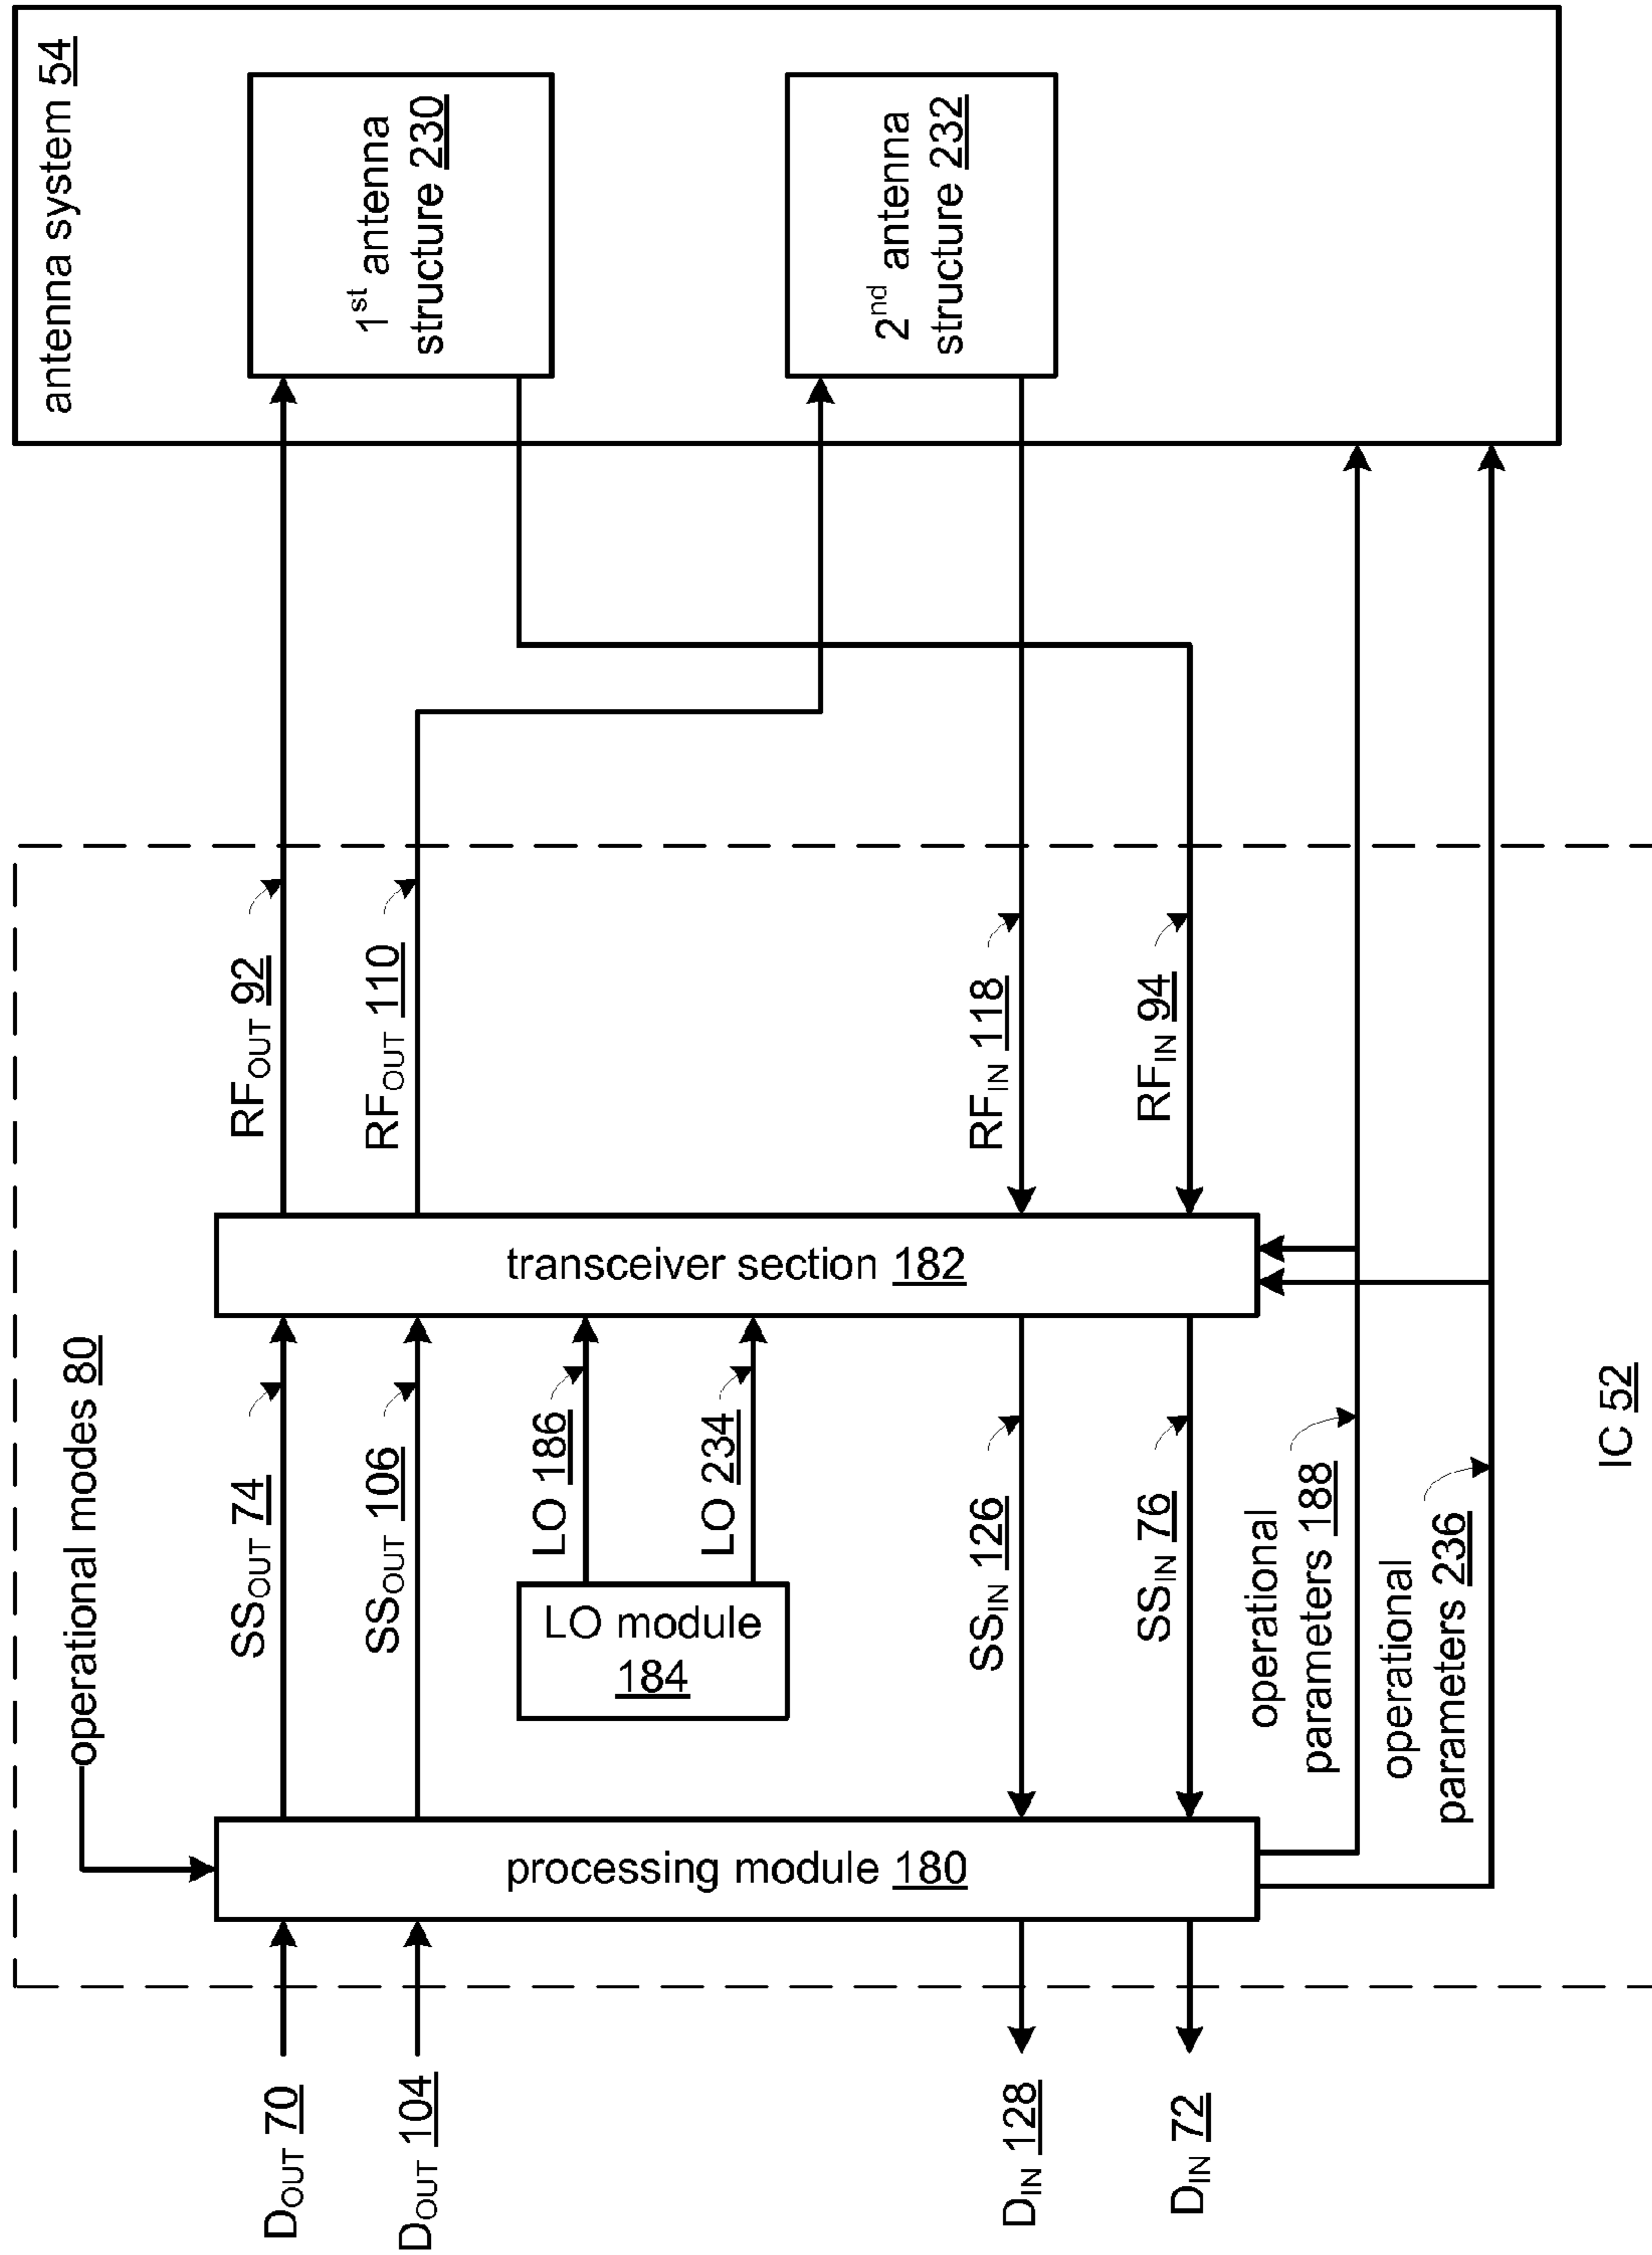 antenna system 54
1st antenna
structure 230
2nd antenna
structure 232
operational modes 80
RFOUT 92
RFOUT 110
RFIN 118
RFIN 94
transceiver section 182
SSOUT 74
SSOUT 106
LO 186
LO 234
LO module
184
SSIN 126
SSIN 76
operational
parameters 188
operational
parameters 236
processing module 180
DOUT 70
DOUT 104
DIN 128
DIN 72
IC 52